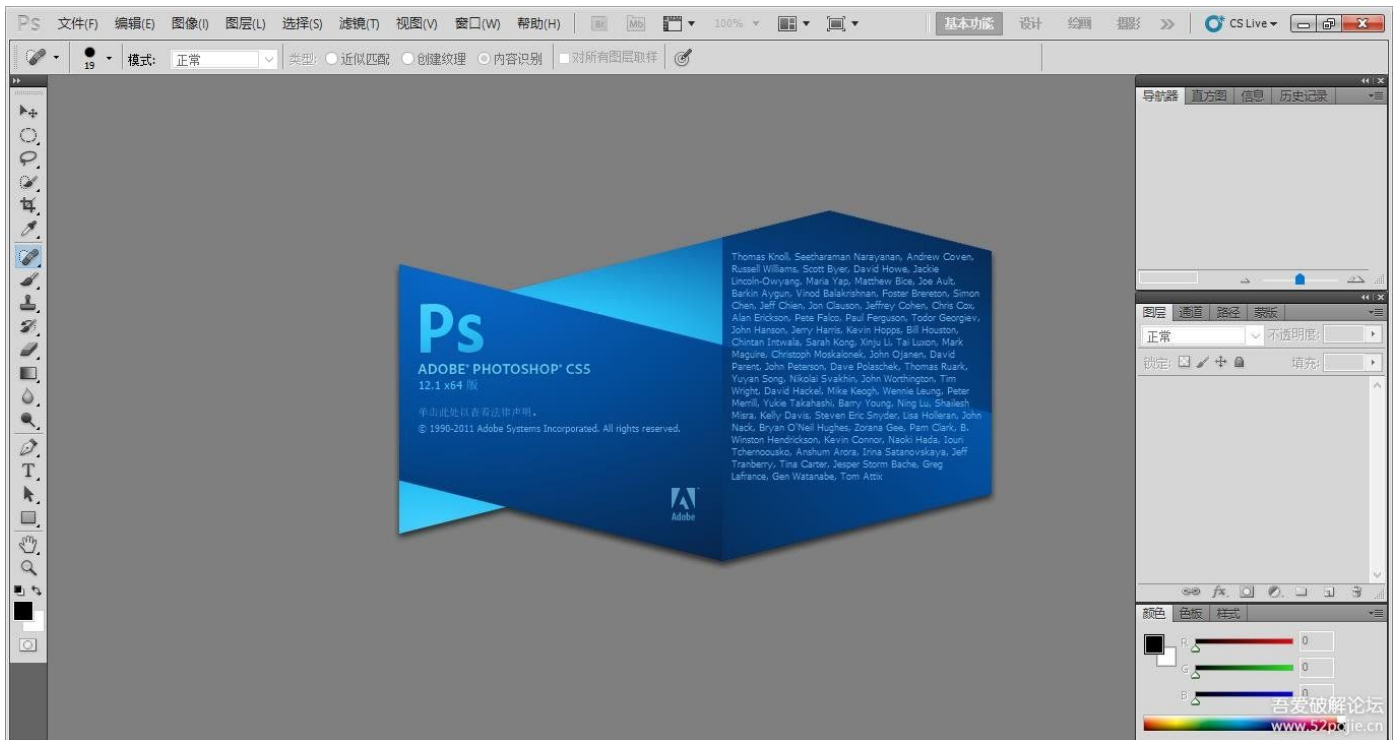 Ps 文件(F) 编辑(E) 图像(I) 图层(L) 选择(S) 滤镜(T) 视图(V) 窗口(W) 帮助(H) Br Mb 100% 基本功能 设计 绘画 摄影 CS Live
19 模式: 正常 类型: 近似匹配 创建纹理 内容识别 对所有图层取样
导航器 直方图 信息 历史记录
Ps
ADOBE® PHOTOSHOP® CS5
12.1 x64 版
单击此处以查看法律声明。
© 1990-2011 Adobe Systems Incorporated. All rights reserved.
Adobe
Thomas Knoll, Seetharaman Narayanan, Andrew Coven,
Russell Williams, Scott Byer, David Howe, Jackie
Lincoln-Owyang, Maria Yap, Matthew Bice, Joe Ault,
Barkin Aygun, Vinod Balakrishnan, Foster Brereton, Simon
Chen, Jeff Chien, Jon Clauson, Jeffrey Cohen, Chris Cox,
Alan Erickson, Pete Falco, Paul Ferguson, Todor Georgiev,
John Hanson, Jerry Harris, Kevin Hopps, Bill Houston,
Chintan Intwala, Sarah Kong, Xinju Li, Tai Luxon, Mark
Maguire, Christoph Moskalonek, John Ojanen, David
Parent, John Peterson, Dave Polaschek, Thomas Ruark,
Yuyan Song, Nikolai Svakhin, John Worthington, Tim
Wright, David Hackel, Mike Keogh, Wennie Leung, Peter
Merrill, Yukie Takahashi, Barry Young, Ning Lu, Shailesh
Misra, Kelly Davis, Steven Eric Snyder, Lisa Holleran, John
Nack, Bryan O'Neil Hughes, Zorana Gee, Pam Clark, B.
Winston Hendrickson, Kevin Connor, Naoki Hada, Iouri
Tchernoousko, Anshum Arora, Irina Satanovskaya, Jeff
Tranberry, Tina Carter, Jesper Storm Bache, Greg
Lafrance, Gen Watanabe, Tom Attix
图层 通道 路径 蒙版
正常 不透明度:
锁定: 填充:
fx
颜色 色板 样式
R 0
G 0
B 0
吾爱破解论坛
www.52pojie.cn